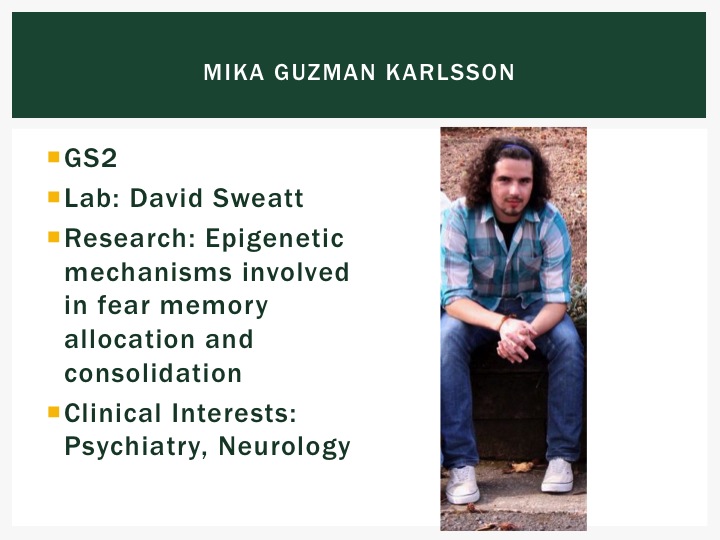 MIKA GUZMAN KARLSSON
GS2
Lab: David Sweatt
Research: Epigenetic
mechanisms involved
in fear memory
allocation and
consolidation
Clinical Interests:
Psychiatry, Neurology